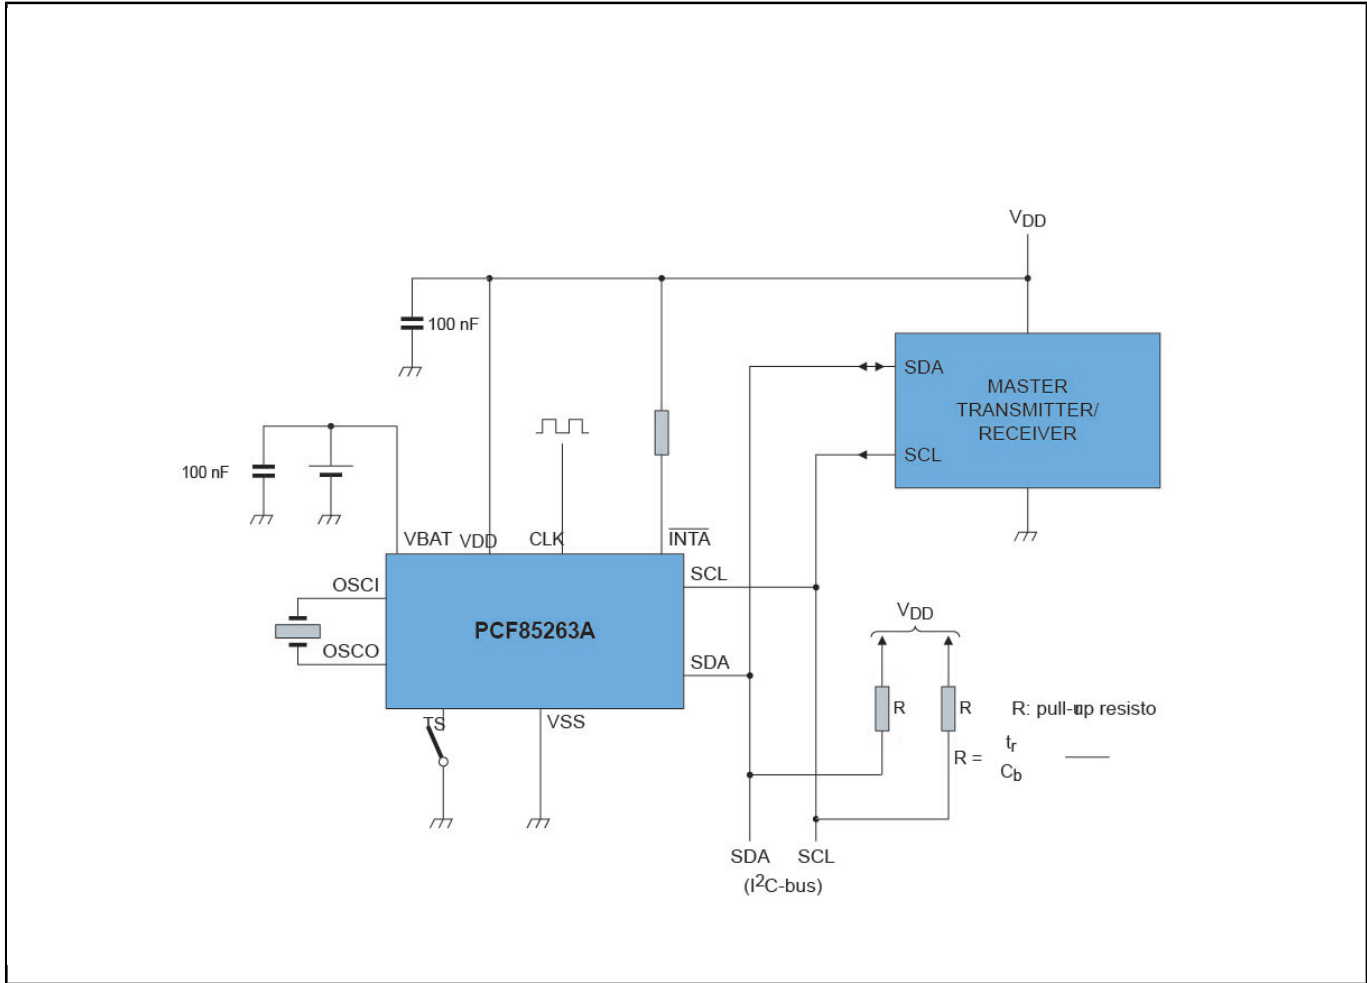 VDD
100 nF
SDA
MASTER
TRANSMITTER/
RECEIVER
SCL
100 nF
VBAT
VDD
CLK
INTA
SCL
OSCI
PCF85263A
OSCO
SDA
TS
VSS
VDD
R
R
R: pull-up resisto
R =
tr
Cb
SDA
SCL
(I2C-bus)